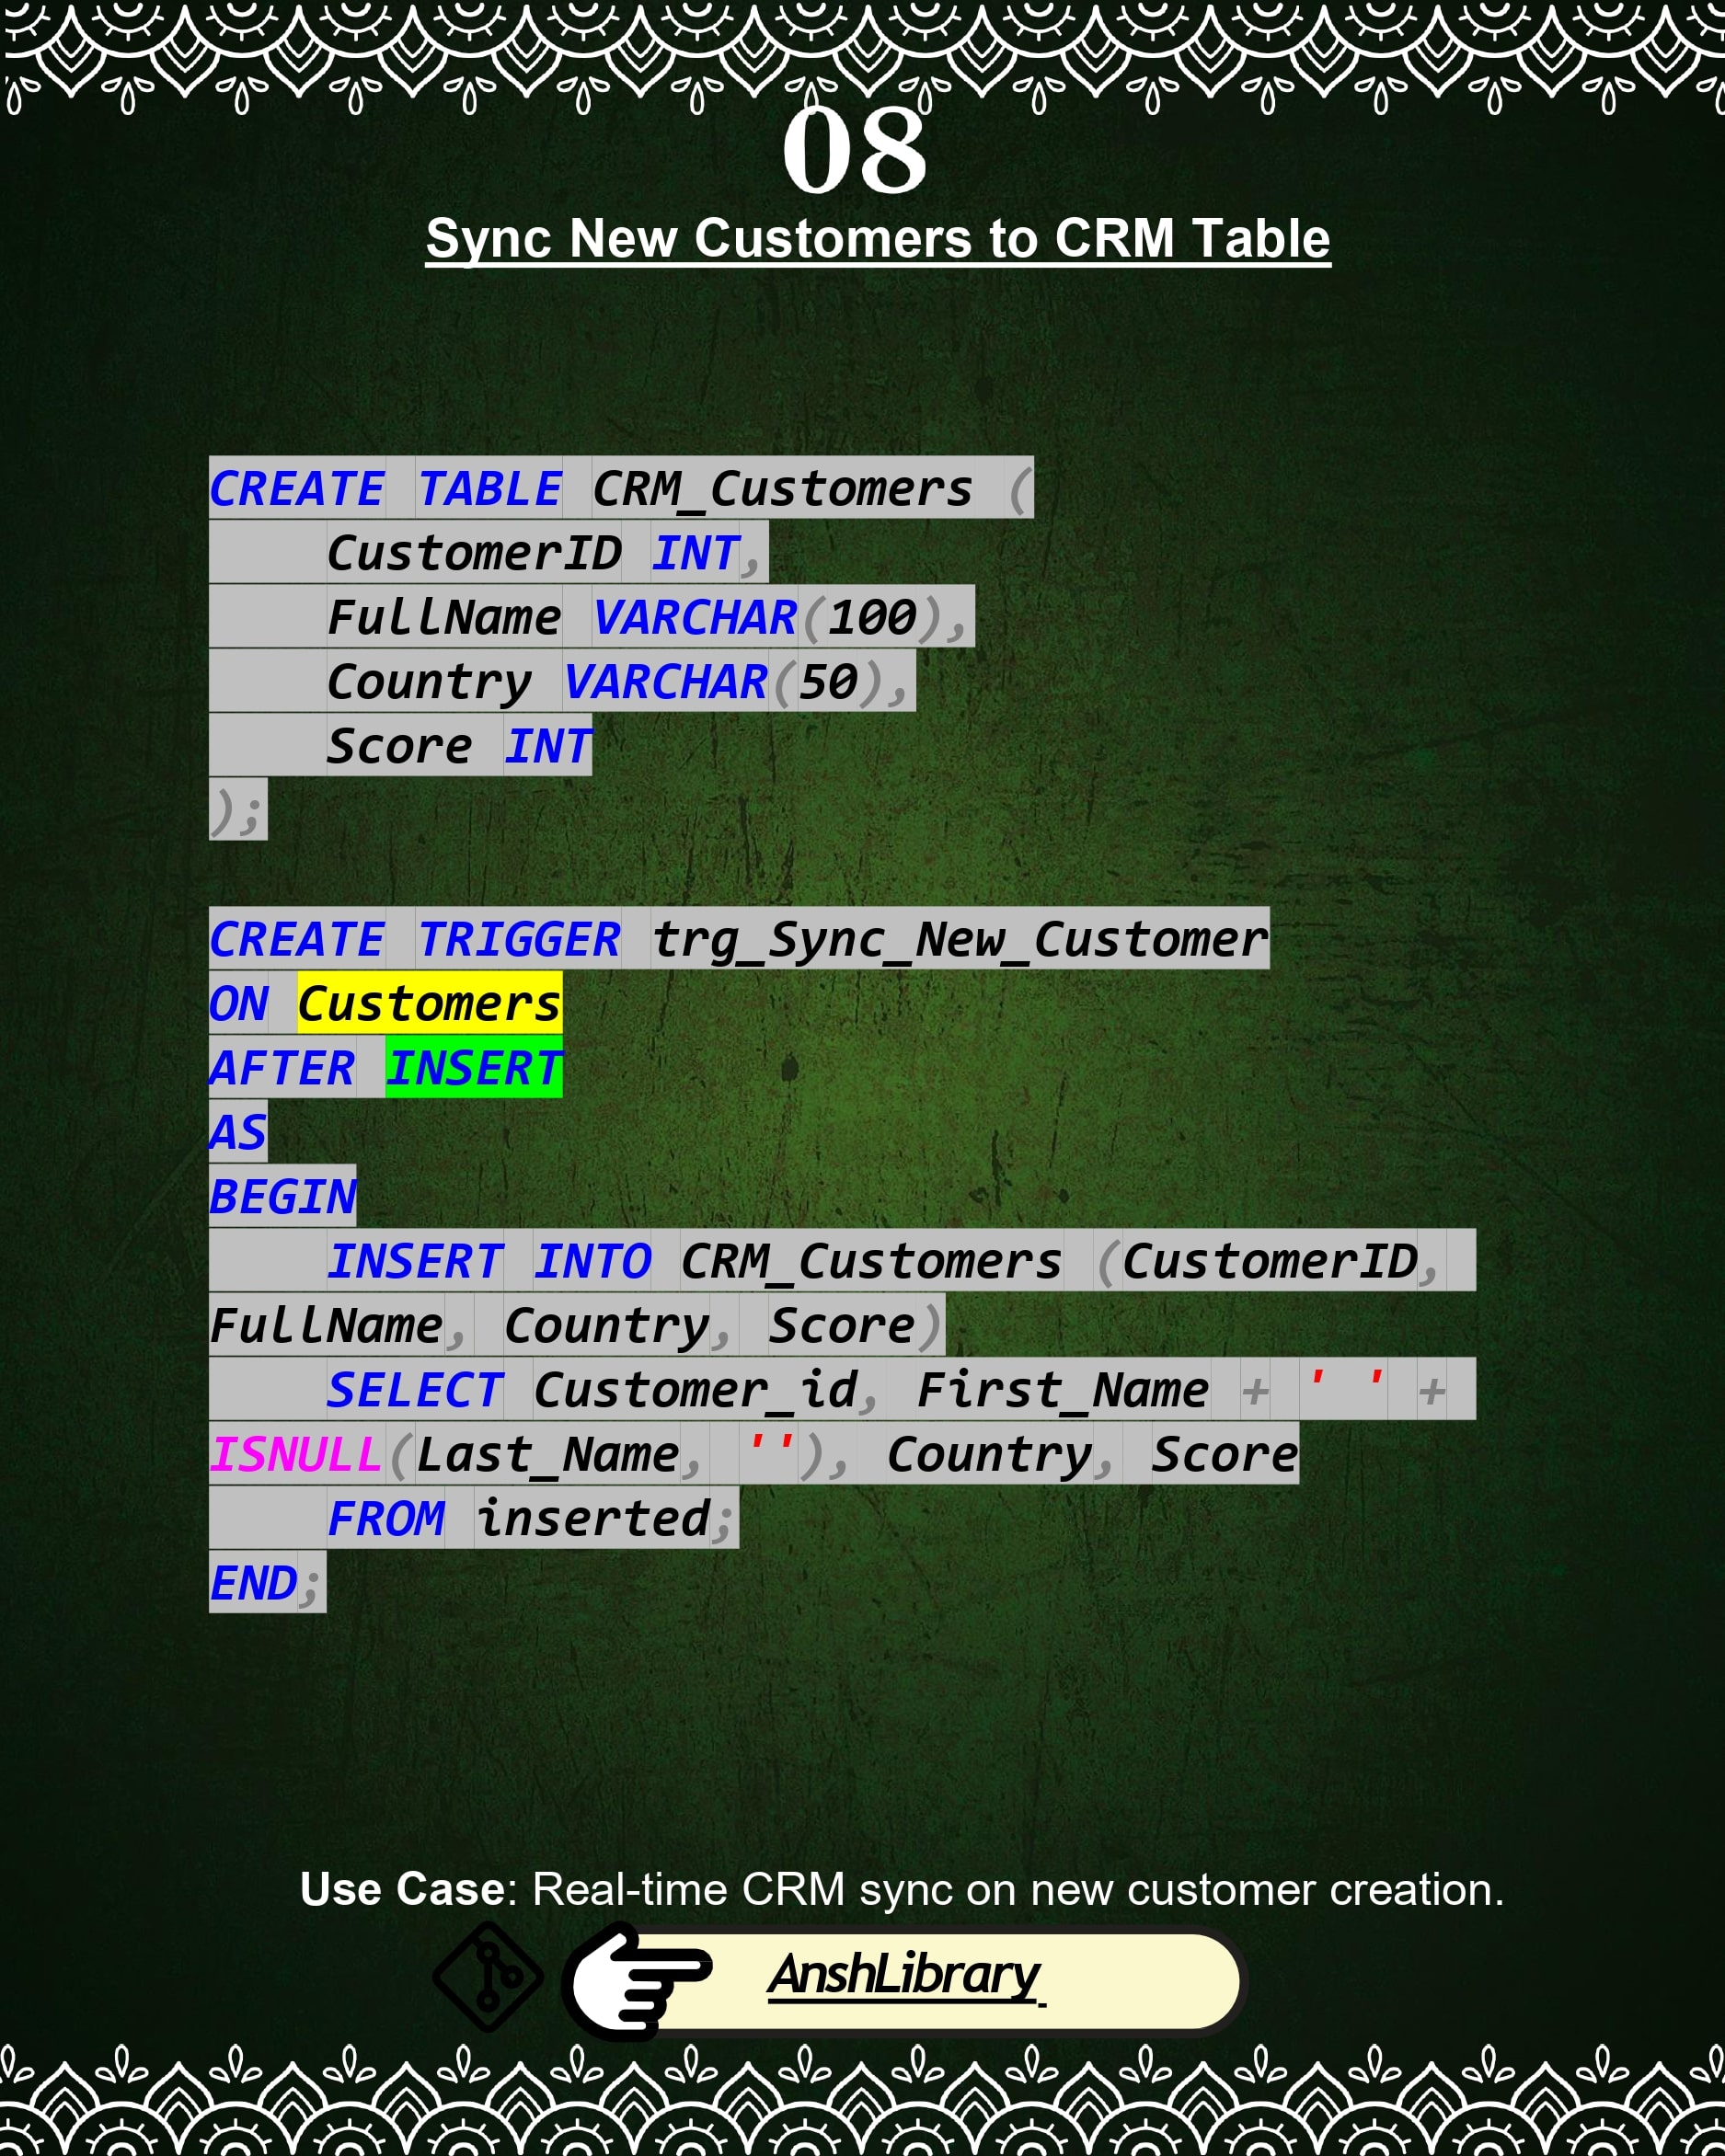 08
Sync New Customers to CRM Table
CREATE TABLE CRM_Customers (
    CustomerID INT,
    FullName VARCHAR(100),
    Country VARCHAR(50),
    Score INT
);
CREATE TRIGGER trg_Sync_New_Customer
ON Customers
AFTER INSERT
AS
BEGIN
    INSERT INTO CRM_Customers (CustomerID,
FullName, Country, Score)
    SELECT Customer_id, First_Name + ' ' +
ISNULL(Last_Name, ''), Country, Score
    FROM inserted;
END;
Use Case: Real-time CRM sync on new customer creation.
AnshLibrary